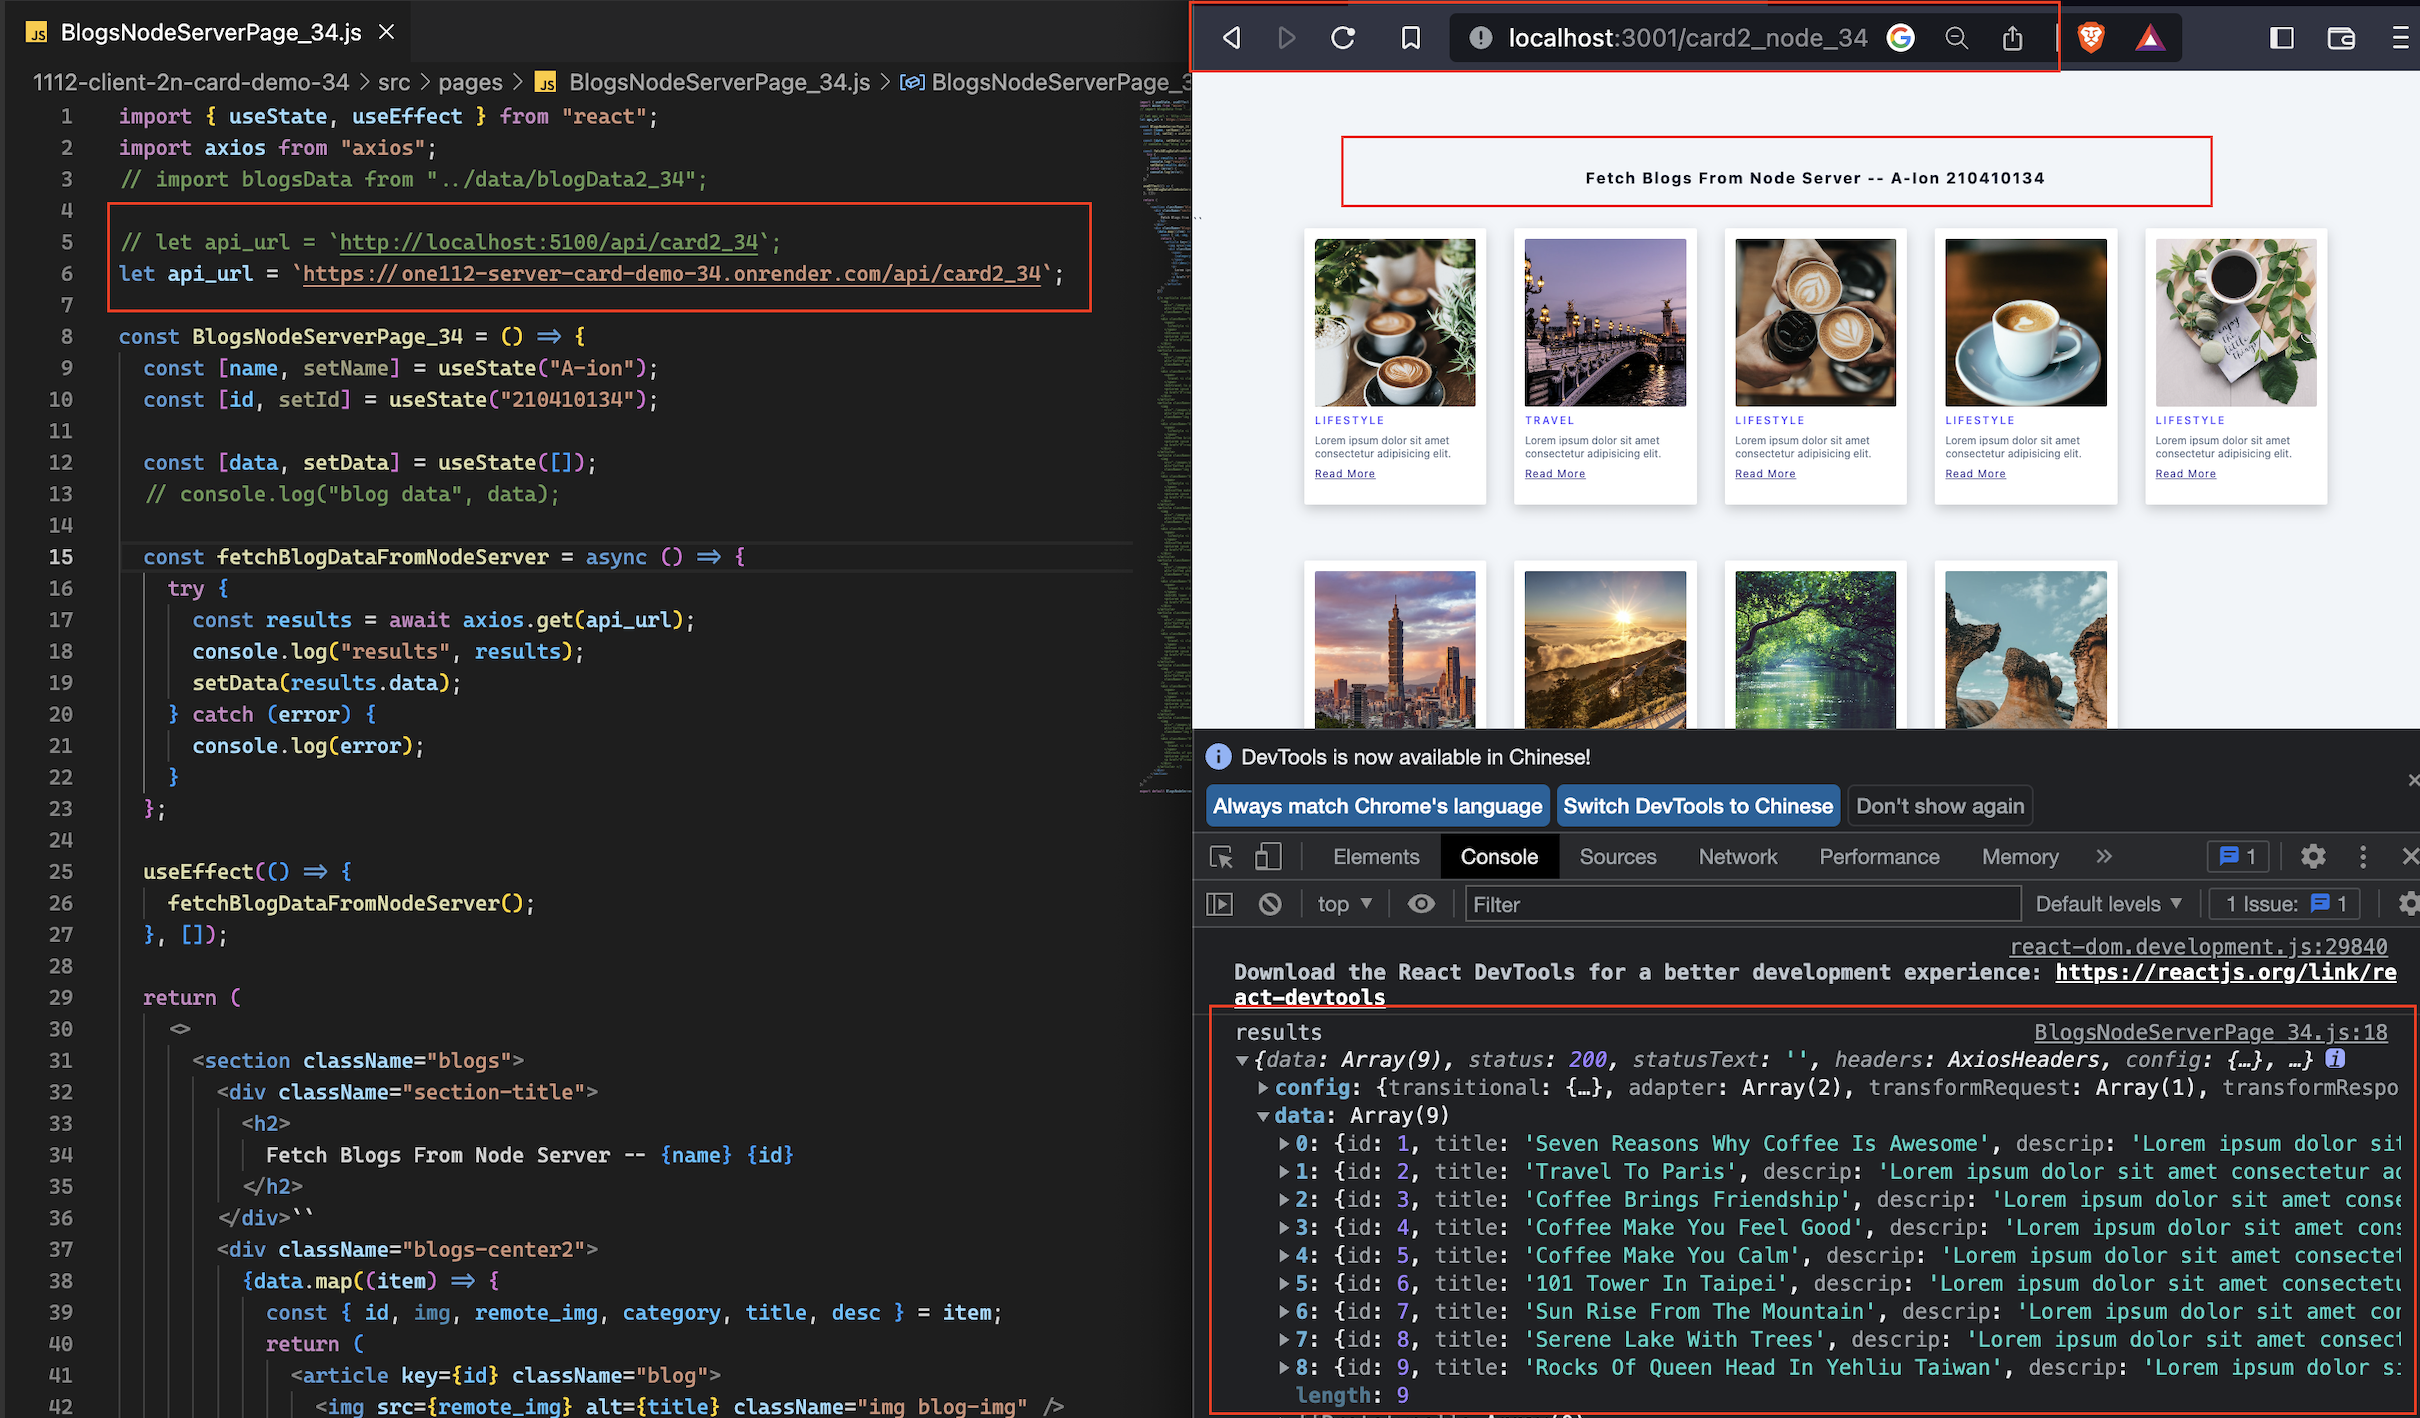 JS BlogsNodeServerPage_34.js ×
1112-client-2n-card-demo-34 > src > pages > JS BlogsNodeServerPage_34.js > BlogsNodeServerPage_3
1 import { useState, useEffect } from "react";
2 import axios from "axios";
3 // import blogsData from "../data/blogData2_34";
4
5 // let api_url = `http://localhost:5100/api/card2_34`;
6 let api_url = `https://one112-server-card-demo-34.onrender.com/api/card2_34`;
7
8 const BlogsNodeServerPage_34 = () => {
9 const [name, setName] = useState("A-ion");
10 const [id, setId] = useState("210410134");
11
12 const [data, setData] = useState([]);
13 // console.log("blog data", data);
14
15 const fetchBlogDataFromNodeServer = async () => {
16 try {
17 const results = await axios.get(api_url);
18 console.log("results", results);
19 setData(results.data);
20 } catch (error) {
21 console.log(error);
22 }
23 };
24
25 useEffect(() => {
26 fetchBlogDataFromNodeServer();
27 }, []);
28
29 return (
30 <>
31 <section className="blogs">
32 <div className="section-title">
33 <h2>
34 Fetch Blogs From Node Server -- {name} {id}
35 </h2>
36 </div>``
37 <div className="blogs-center2">
38 {data.map((item) => {
39 const { id, img, remote_img, category, title, desc } = item;
40 return (
41 <article key={id} className="blog">
42 <img src={remote_img} alt={title} className="img blog-img" />
localhost:3001/card2_node_34
``
Fetch Blogs From Node Server -- A-Ion 210410134
enjoy the little things
LIFESTYLE
Lorem ipsum dolor sit amet
consectetur adipisicing elit.
Read More
TRAVEL
Lorem ipsum dolor sit amet
consectetur adipisicing elit.
Read More
LIFESTYLE
Lorem ipsum dolor sit amet
consectetur adipisicing elit.
Read More
LIFESTYLE
Lorem ipsum dolor sit amet
consectetur adipisicing elit.
Read More
LIFESTYLE
Lorem ipsum dolor sit amet
consectetur adipisicing elit.
Read More
DevTools is now available in Chinese!
Always match Chrome's language Switch DevTools to Chinese Don't show again
Elements Console Sources Network Performance Memory » 1
top Filter Default levels 1 Issue: 1
react-dom.development.js:29840
Download the React DevTools for a better development experience: https://reactjs.org/link/re
act-devtools
results BlogsNodeServerPage_34.js:18
{data: Array(9), status: 200, statusText: '', headers: AxiosHeaders, config: {…}, …}
config: {transitional: {…}, adapter: Array(2), transformRequest: Array(1), transformRespo
data: Array(9)
0: {id: 1, title: 'Seven Reasons Why Coffee Is Awesome', descrip: 'Lorem ipsum dolor sit
1: {id: 2, title: 'Travel To Paris', descrip: 'Lorem ipsum dolor sit amet consectetur ad
2: {id: 3, title: 'Coffee Brings Friendship', descrip: 'Lorem ipsum dolor sit amet conse
3: {id: 4, title: 'Coffee Make You Feel Good', descrip: 'Lorem ipsum dolor sit amet cons
4: {id: 5, title: 'Coffee Make You Calm', descrip: 'Lorem ipsum dolor sit amet consectet
5: {id: 6, title: '101 Tower In Taipei', descrip: 'Lorem ipsum dolor sit amet consectetu
6: {id: 7, title: 'Sun Rise From The Mountain', descrip: 'Lorem ipsum dolor sit amet con
7: {id: 8, title: 'Serene Lake With Trees', descrip: 'Lorem ipsum dolor sit amet consect
8: {id: 9, title: 'Rocks Of Queen Head In Yehliu Taiwan', descrip: 'Lorem ipsum dolor si
length: 9